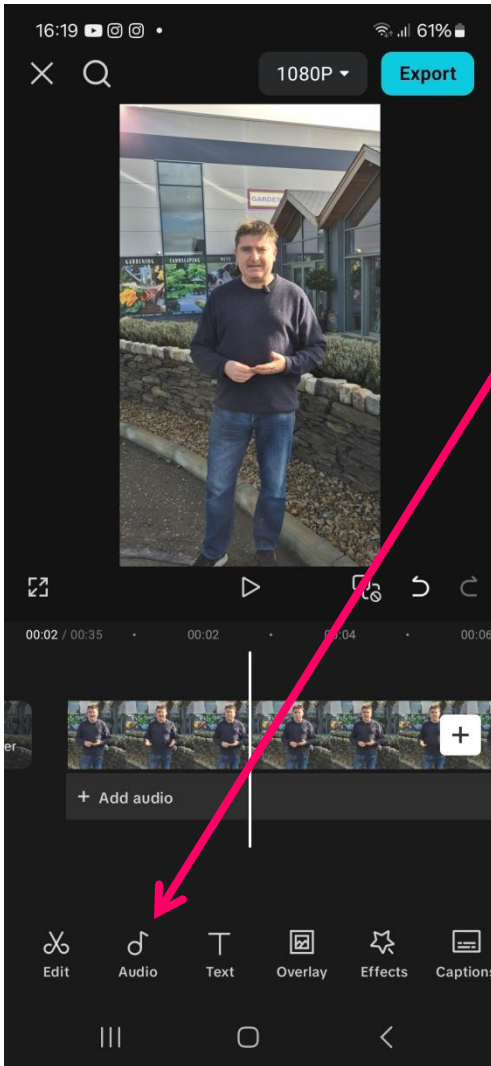 16:19
61%
1080P
Export
GARDEN
GARDENING
LANDSCAPING
PETS
00:02 / 00:35
00:02
00:04
00:06
er
+ Add audio
Edit
Audio
Text
Overlay
Effects
Captions